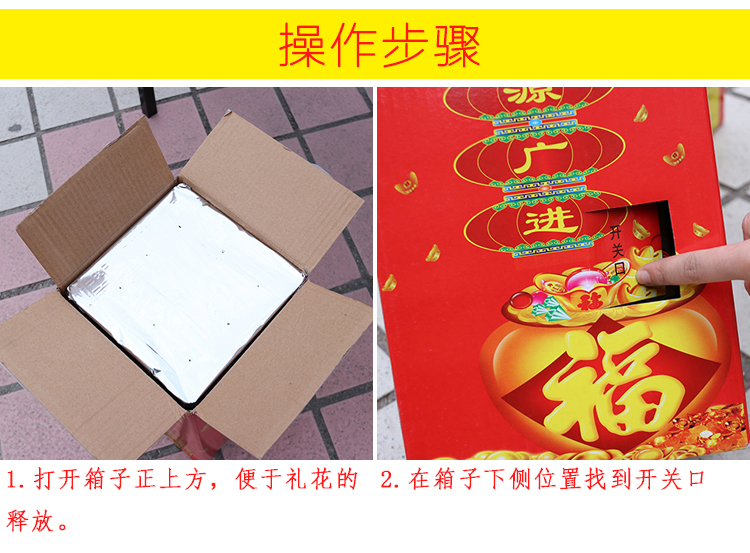 操作步骤
源
广
进
开关口
福
1.打开箱子正上方，便于礼花的
释放。
2.在箱子下侧位置找到开关口